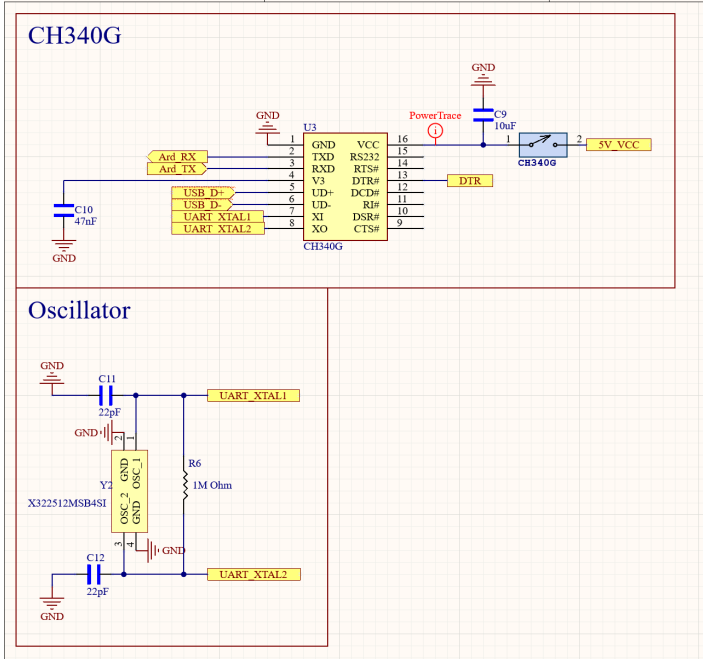 CH340G
GND
PowerTrace
i
C9
10uF
GND
U3
1 GND VCC 16
2 TXD RS232 15
3 RXD RTS# 14
4 V3 DTR# 13
5 UD+ DCD# 12
6 UD- RI# 11
7 XI DSR# 10
8 XO CTS# 9
CH340G
Ard_RX
Ard_TX
USB_D+
USB_D-
UART_XTAL1
UART_XTAL2
C10
47nF
GND
DTR
1
2
CH340G
5V_VCC
Oscillator
GND
C11
22pF
UART_XTAL1
GND
2
1
GND
OSC_1
Y2
X322512MSB4SI
OSC_2
GND
3
4
GND
R6
1M Ohm
C12
22pF
UART_XTAL2
GND